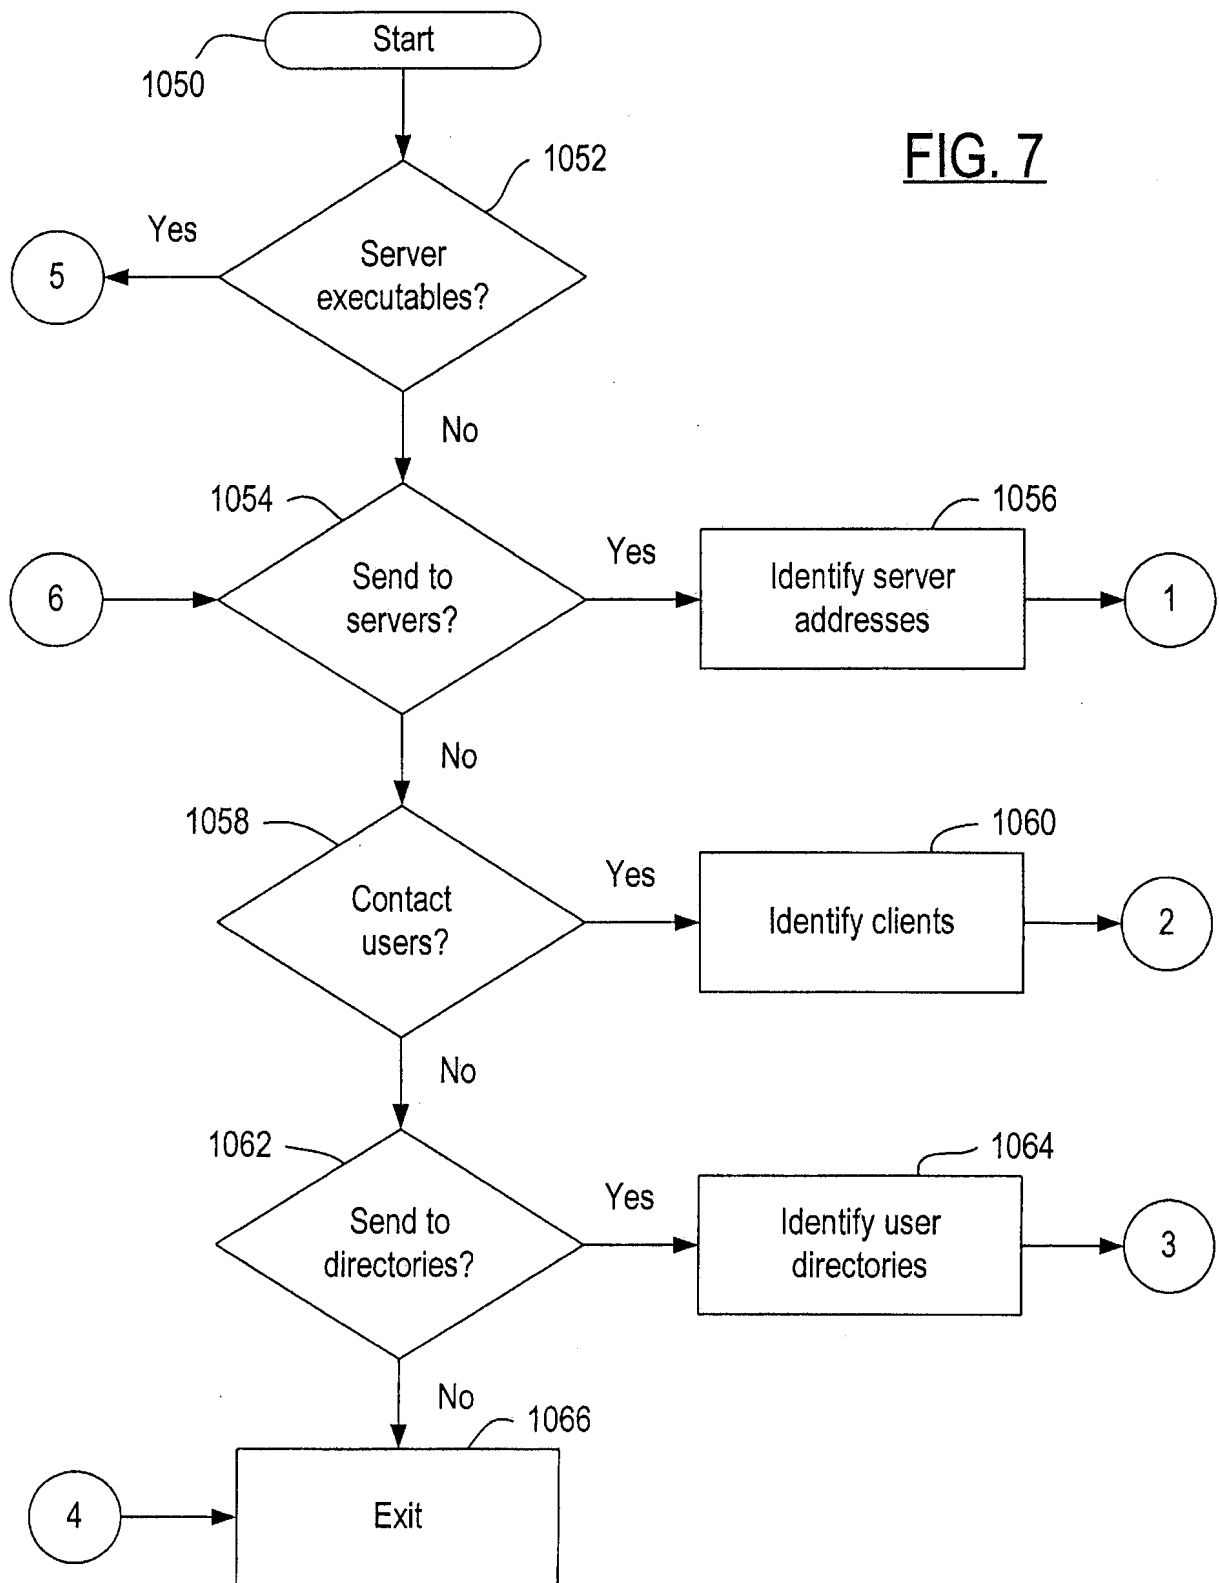 Start
1050
FIG. 7
1052
Yes
5
Server
executables?
No
1054
1056
6
Send to
servers?
Yes
Identify server
addresses
1
No
1058
1060
Contact
users?
Yes
Identify clients
2
No
1062
1064
Send to
directories?
Yes
Identify user
directories
3
No
1066
4
Exit